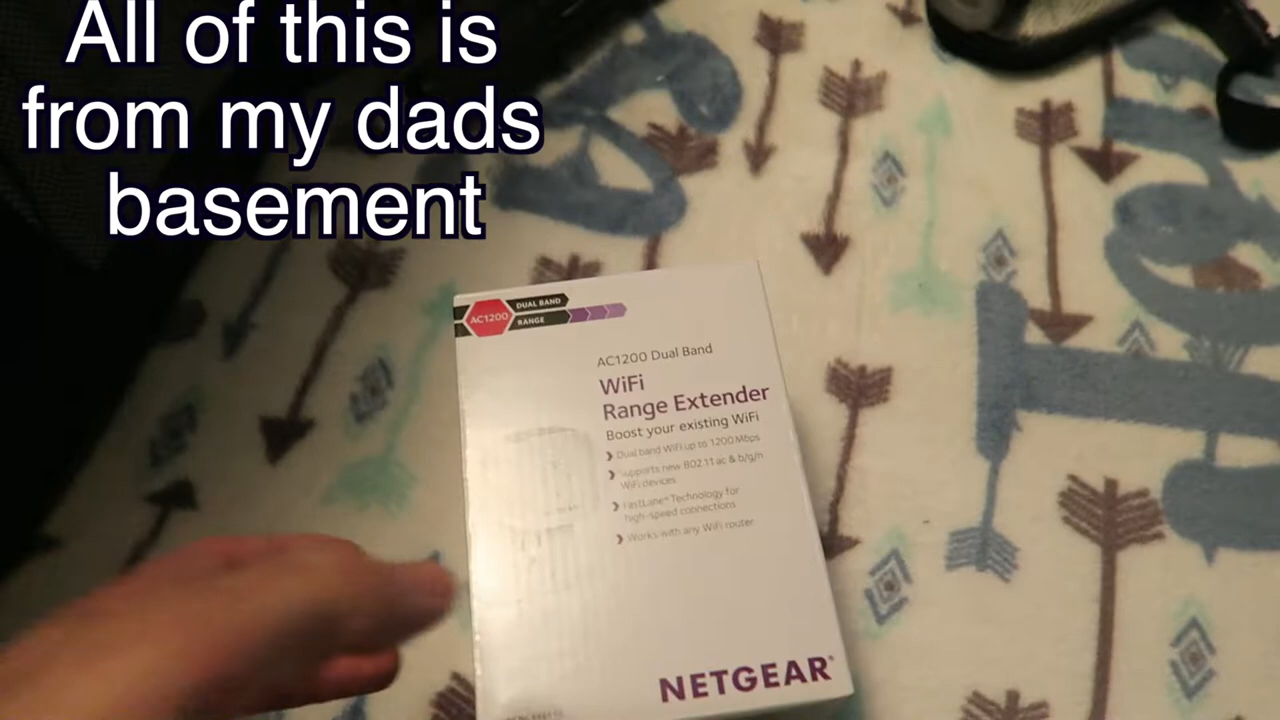 All of this is
from my dads
basement
AC1200
DUAL BAND
RANGE
AC1200 Dual Band
WiFi
Range Extender
Boost your existing WiFi
Dual band WiFi up to 1200 Mbps
Supports new 802.11 ac & b/g/n
WiFi devices
FastLane™ Technology for
high-speed connections
Works with any WiFi router
NETGEAR®